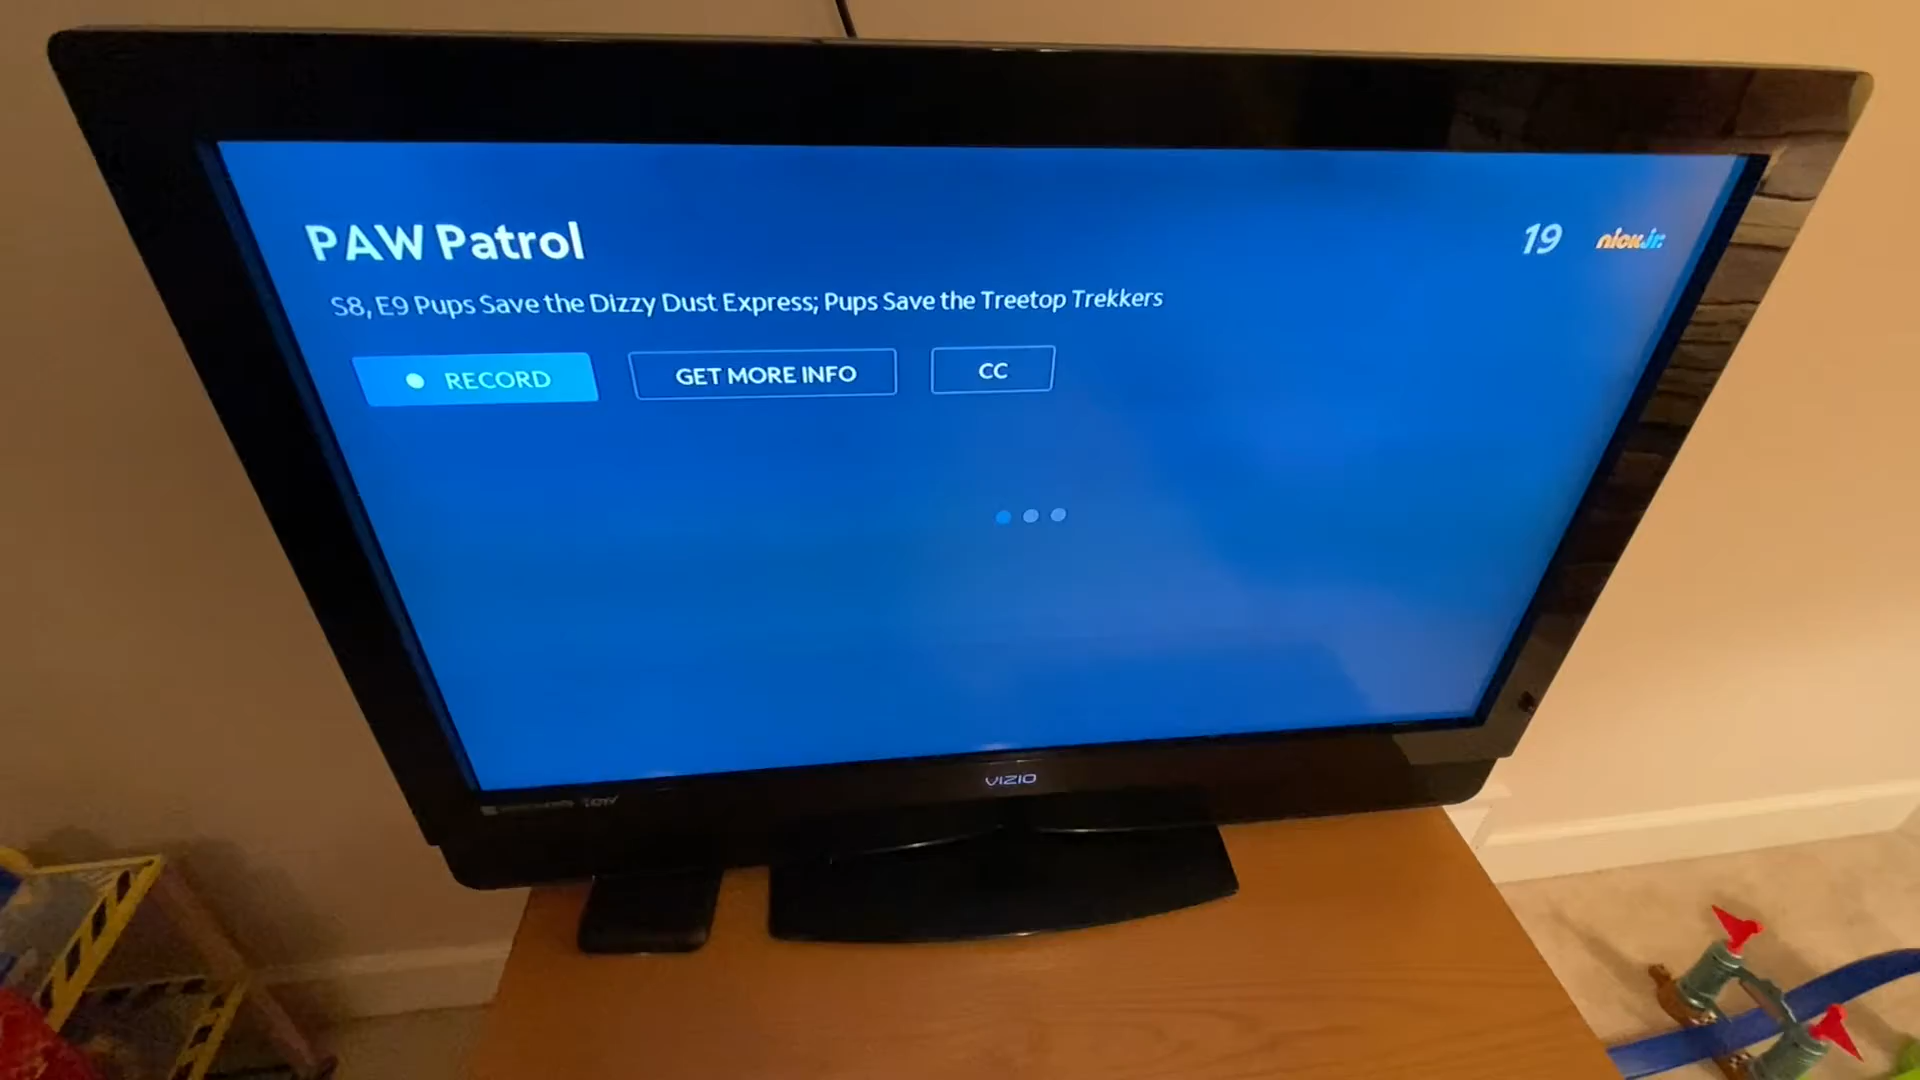 PAW Patrol
19 nick jr.
S8, E9 Pups Save the Dizzy Dust Express; Pups Save the Treetop Trekkers
RECORD
GET MORE INFO
CC
VIZIO